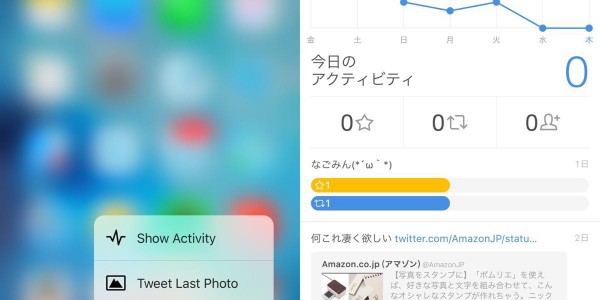 Show Activity
Tweet Last Photo
金 土 日 月 火 水 木
今日の
アクティビティ
0
0 0 0
なごみん(*´ω｀*) 1日
1
1
何これ凄く欲しい twitter.com/AmazonJP/statu... 2日
Amazon.co.jp（アマゾン） @AmazonJP
【写真をスタンプに】「ポムリエ」を使え
ば、好きな写真と文字を組み合わせて、こん
なオシャレなスタンプが作れちゃう。ニック